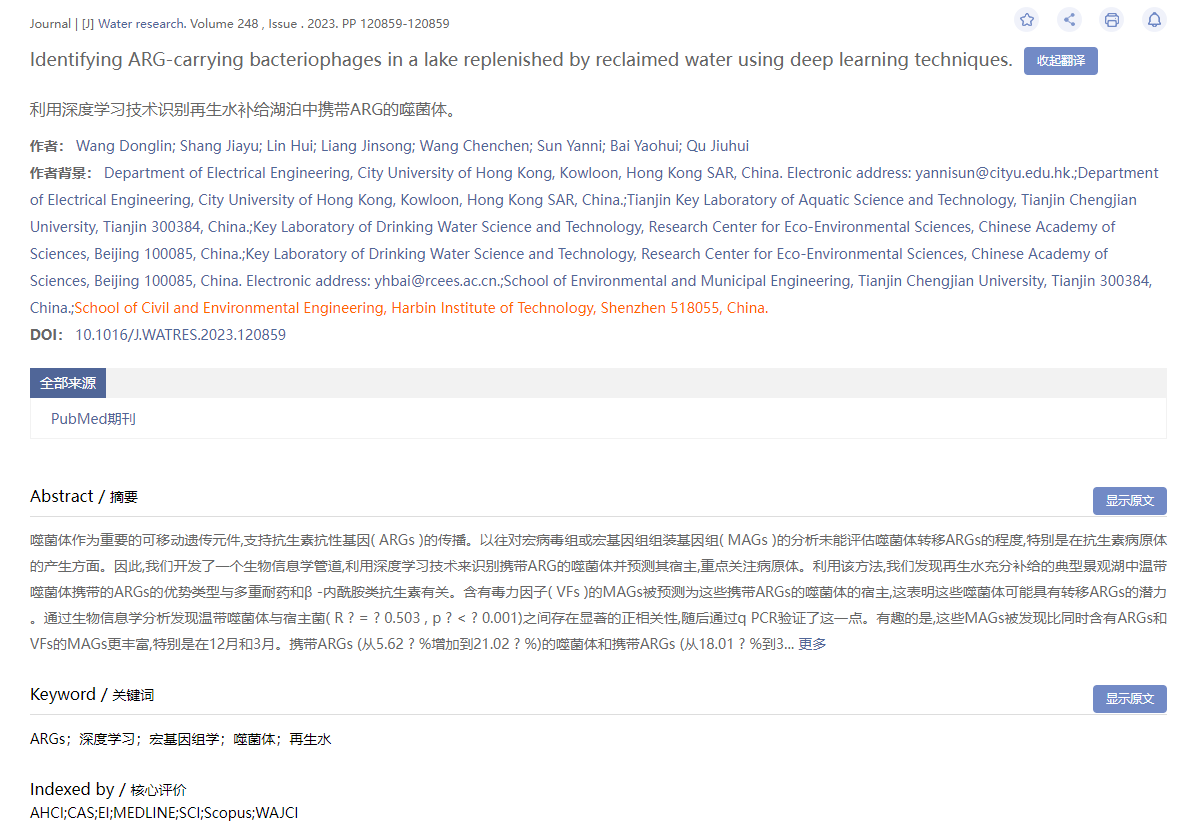 Journal | [J] Water research. Volume 248 , Issue . 2023. PP 120859-120859
Identifying ARG-carrying bacteriophages in a lake replenished by reclaimed water using deep learning techniques. 收起翻译
利用深度学习技术识别再生水补给湖泊中携带ARG的噬菌体。
作者： Wang Donglin; Shang Jiayu; Lin Hui; Liang Jinsong; Wang Chenchen; Sun Yanni; Bai Yaohui; Qu Jiuhui
作者背景： Department of Electrical Engineering, City University of Hong Kong, Kowloon, Hong Kong SAR, China. Electronic address: yannisun@cityu.edu.hk.;Department
of Electrical Engineering, City University of Hong Kong, Kowloon, Hong Kong SAR, China.;Tianjin Key Laboratory of Aquatic Science and Technology, Tianjin Chengjian
University, Tianjin 300384, China.;Key Laboratory of Drinking Water Science and Technology, Research Center for Eco-Environmental Sciences, Chinese Academy of
Sciences, Beijing 100085, China.;Key Laboratory of Drinking Water Science and Technology, Research Center for Eco-Environmental Sciences, Chinese Academy of
Sciences, Beijing 100085, China. Electronic address: yhbai@rcees.ac.cn.;School of Environmental and Municipal Engineering, Tianjin Chengjian University, Tianjin 300384,
China.;School of Civil and Environmental Engineering, Harbin Institute of Technology, Shenzhen 518055, China.
DOI： 10.1016/J.WATRES.2023.120859
全部来源
PubMed期刊
Abstract / 摘要
显示原文
噬菌体作为重要的可移动遗传元件,支持抗生素抗性基因( ARGs )的传播。以往对宏病毒组或宏基因组组装基因组( MAGs )的分析未能评估噬菌体转移ARGs的程度,特别是在抗生素病原体
的产生方面。因此,我们开发了一个生物信息学管道,利用深度学习技术来识别携带ARG的噬菌体并预测其宿主,重点关注病原体。利用该方法,我们发现再生水充分补给的典型景观湖中温带
噬菌体携带的ARGs的优势类型与多重耐药和β -内酰胺类抗生素有关。含有毒力因子( VFs )的MAGs被预测为这些携带ARGs的噬菌体的宿主,这表明这些噬菌体可能具有转移ARGs的潜力
。通过生物信息学分析发现温带噬菌体与宿主菌( R ? = ? 0.503 , p ? < ? 0.001)之间存在显著的正相关性,随后通过q PCR验证了这一点。有趣的是,这些MAGs被发现比同时含有ARGs和
VFs的MAGs更丰富,特别是在12月和3月。携带ARGs (从5.62 ? %增加到21.02 ? %)的噬菌体和携带ARGs (从18.01 ? %到3... 更多
Keyword / 关键词
显示原文
ARGs；深度学习；宏基因组学；噬菌体；再生水
Indexed by / 核心评价
AHCI;CAS;EI;MEDLINE;SCI;Scopus;WAJCI